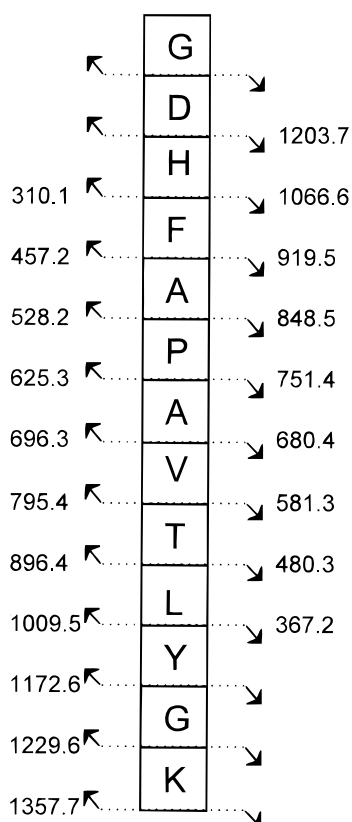 G
D
1203.7
H
310.1 1066.6
F
457.2 919.5
A
528.2 848.5
P
625.3 751.4
A
696.3 680.4
V
795.4 581.3
T
896.4 480.3
L
1009.5 367.2
Y
1172.6
G
1229.6
K
1357.7